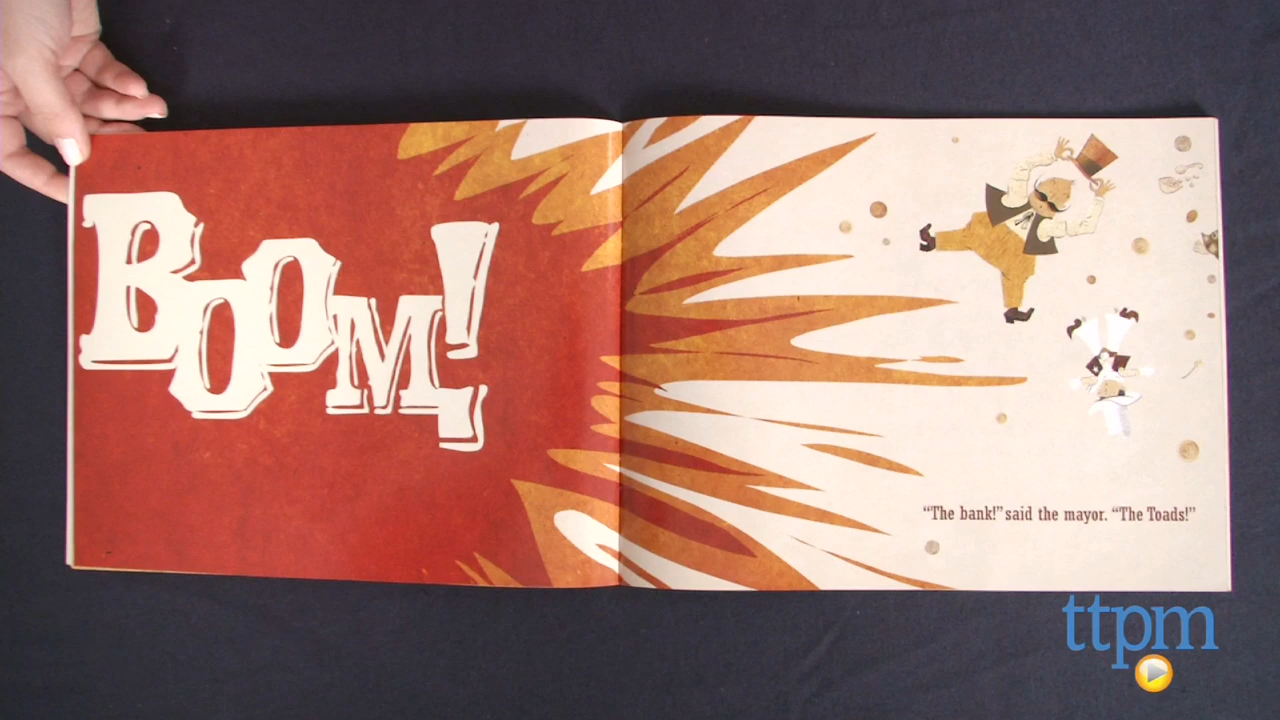 BOOM!
“The bank!” said the mayor. “The Toads!”
ttpm